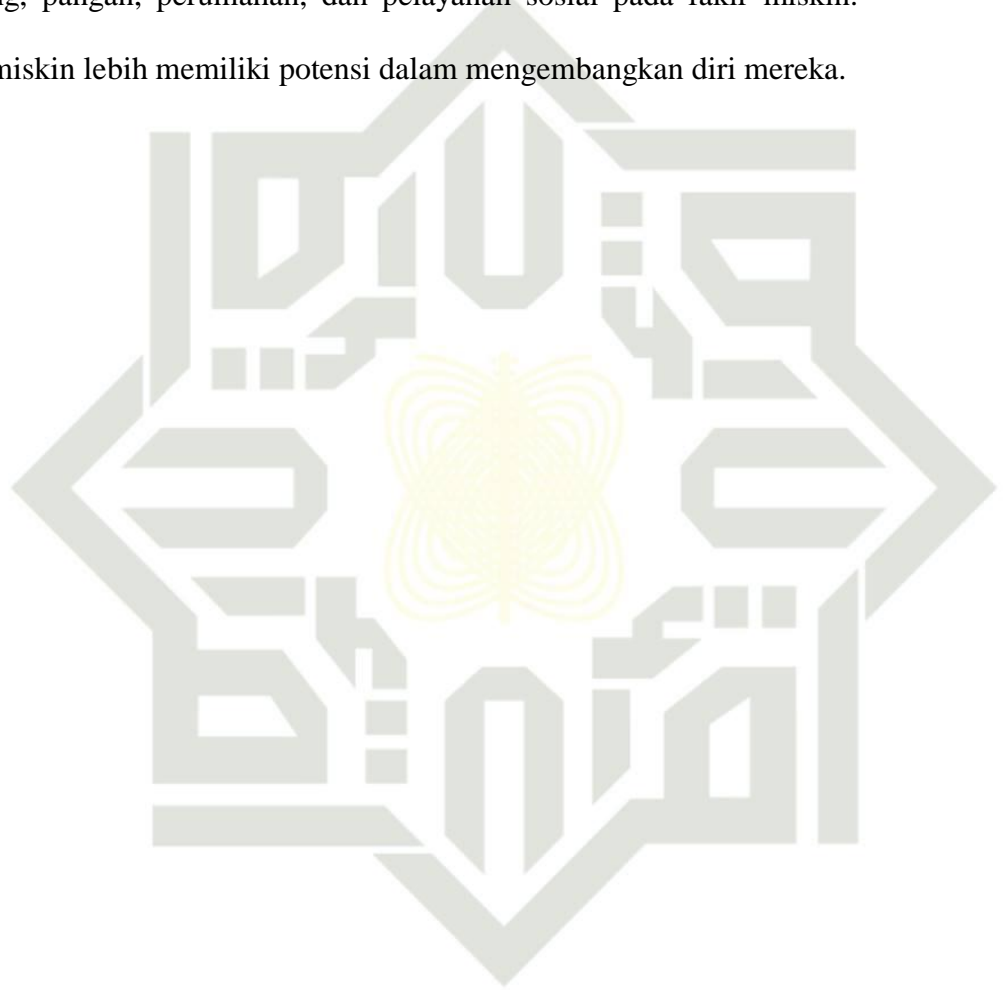 pangan, perumahan, dan pelayanan sosial pada fakir miskin.
miskin lebih memiliki potensi dalam mengembangkan diri mereka.